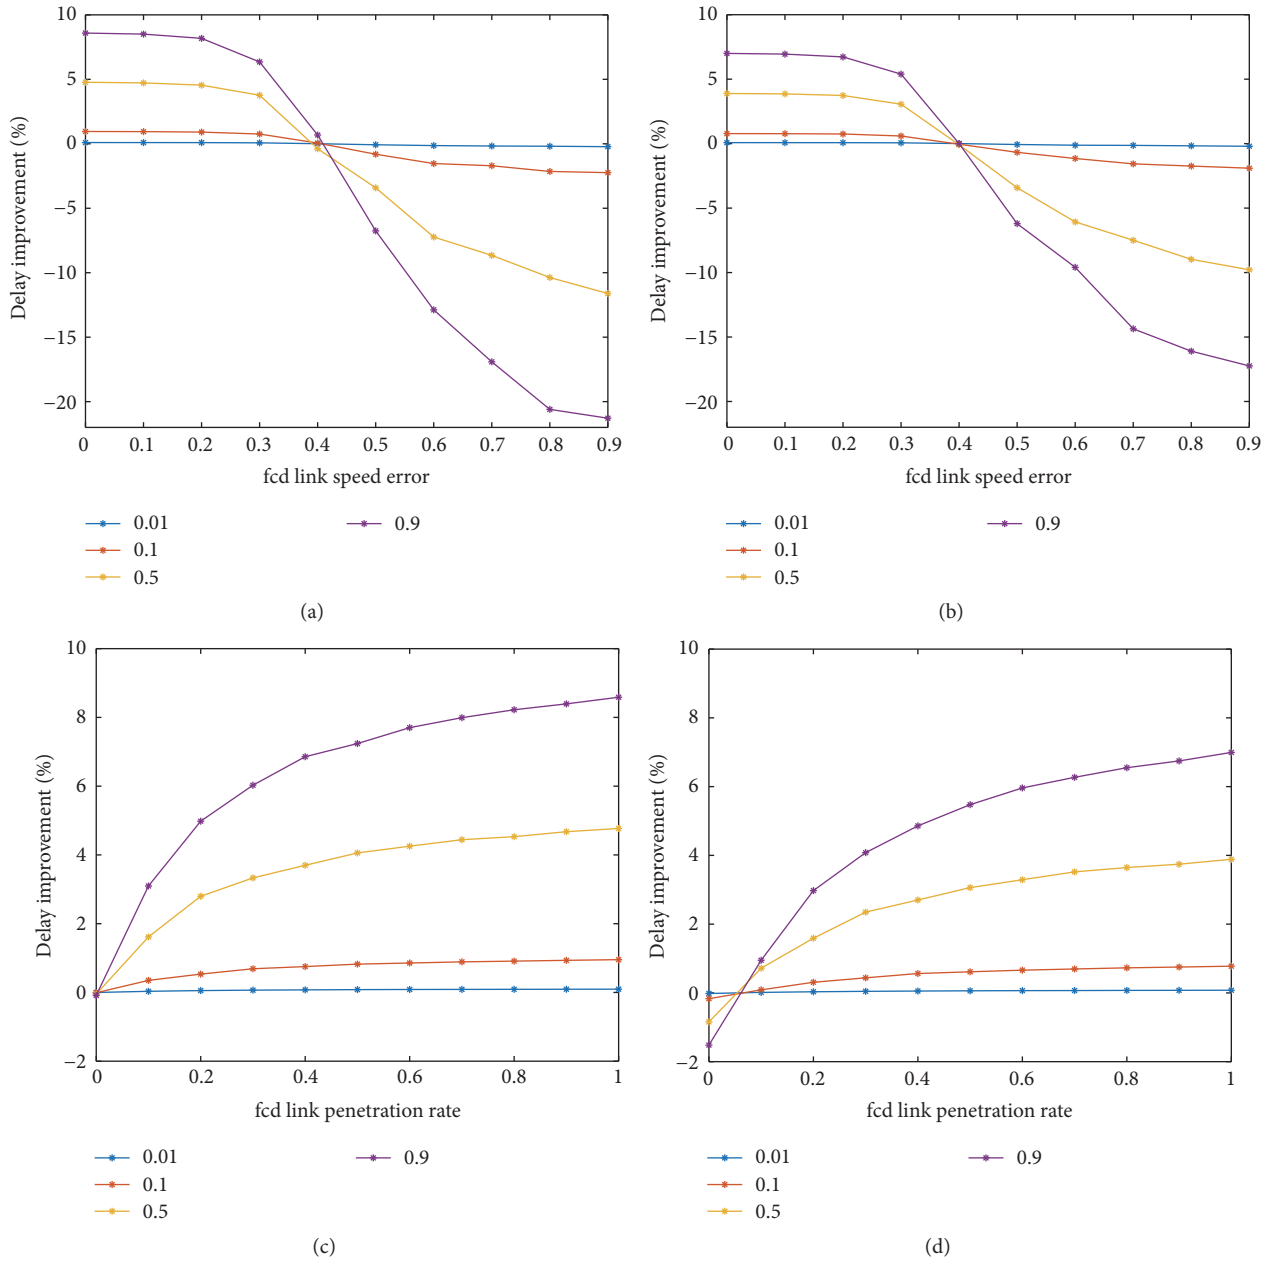 10
5
0
−5
−10
−15
−20
Delay improvement (%)
0 0.1 0.2 0.3 0.4 0.5 0.6 0.7 0.8 0.9
fcd link speed error
0.01
0.1
0.5
0.9
(a)
10
5
0
−5
−10
−15
−20
Delay improvement (%)
0 0.1 0.2 0.3 0.4 0.5 0.6 0.7 0.8 0.9
fcd link speed error
0.01
0.1
0.5
0.9
(b)
10
8
6
4
2
0
−2
Delay improvement (%)
0 0.2 0.4 0.6 0.8 1
fcd link penetration rate
0.01
0.1
0.5
0.9
(c)
10
8
6
4
2
0
−2
Delay improvement (%)
0 0.2 0.4 0.6 0.8 1
fcd link penetration rate
0.01
0.1
0.5
0.9
(d)